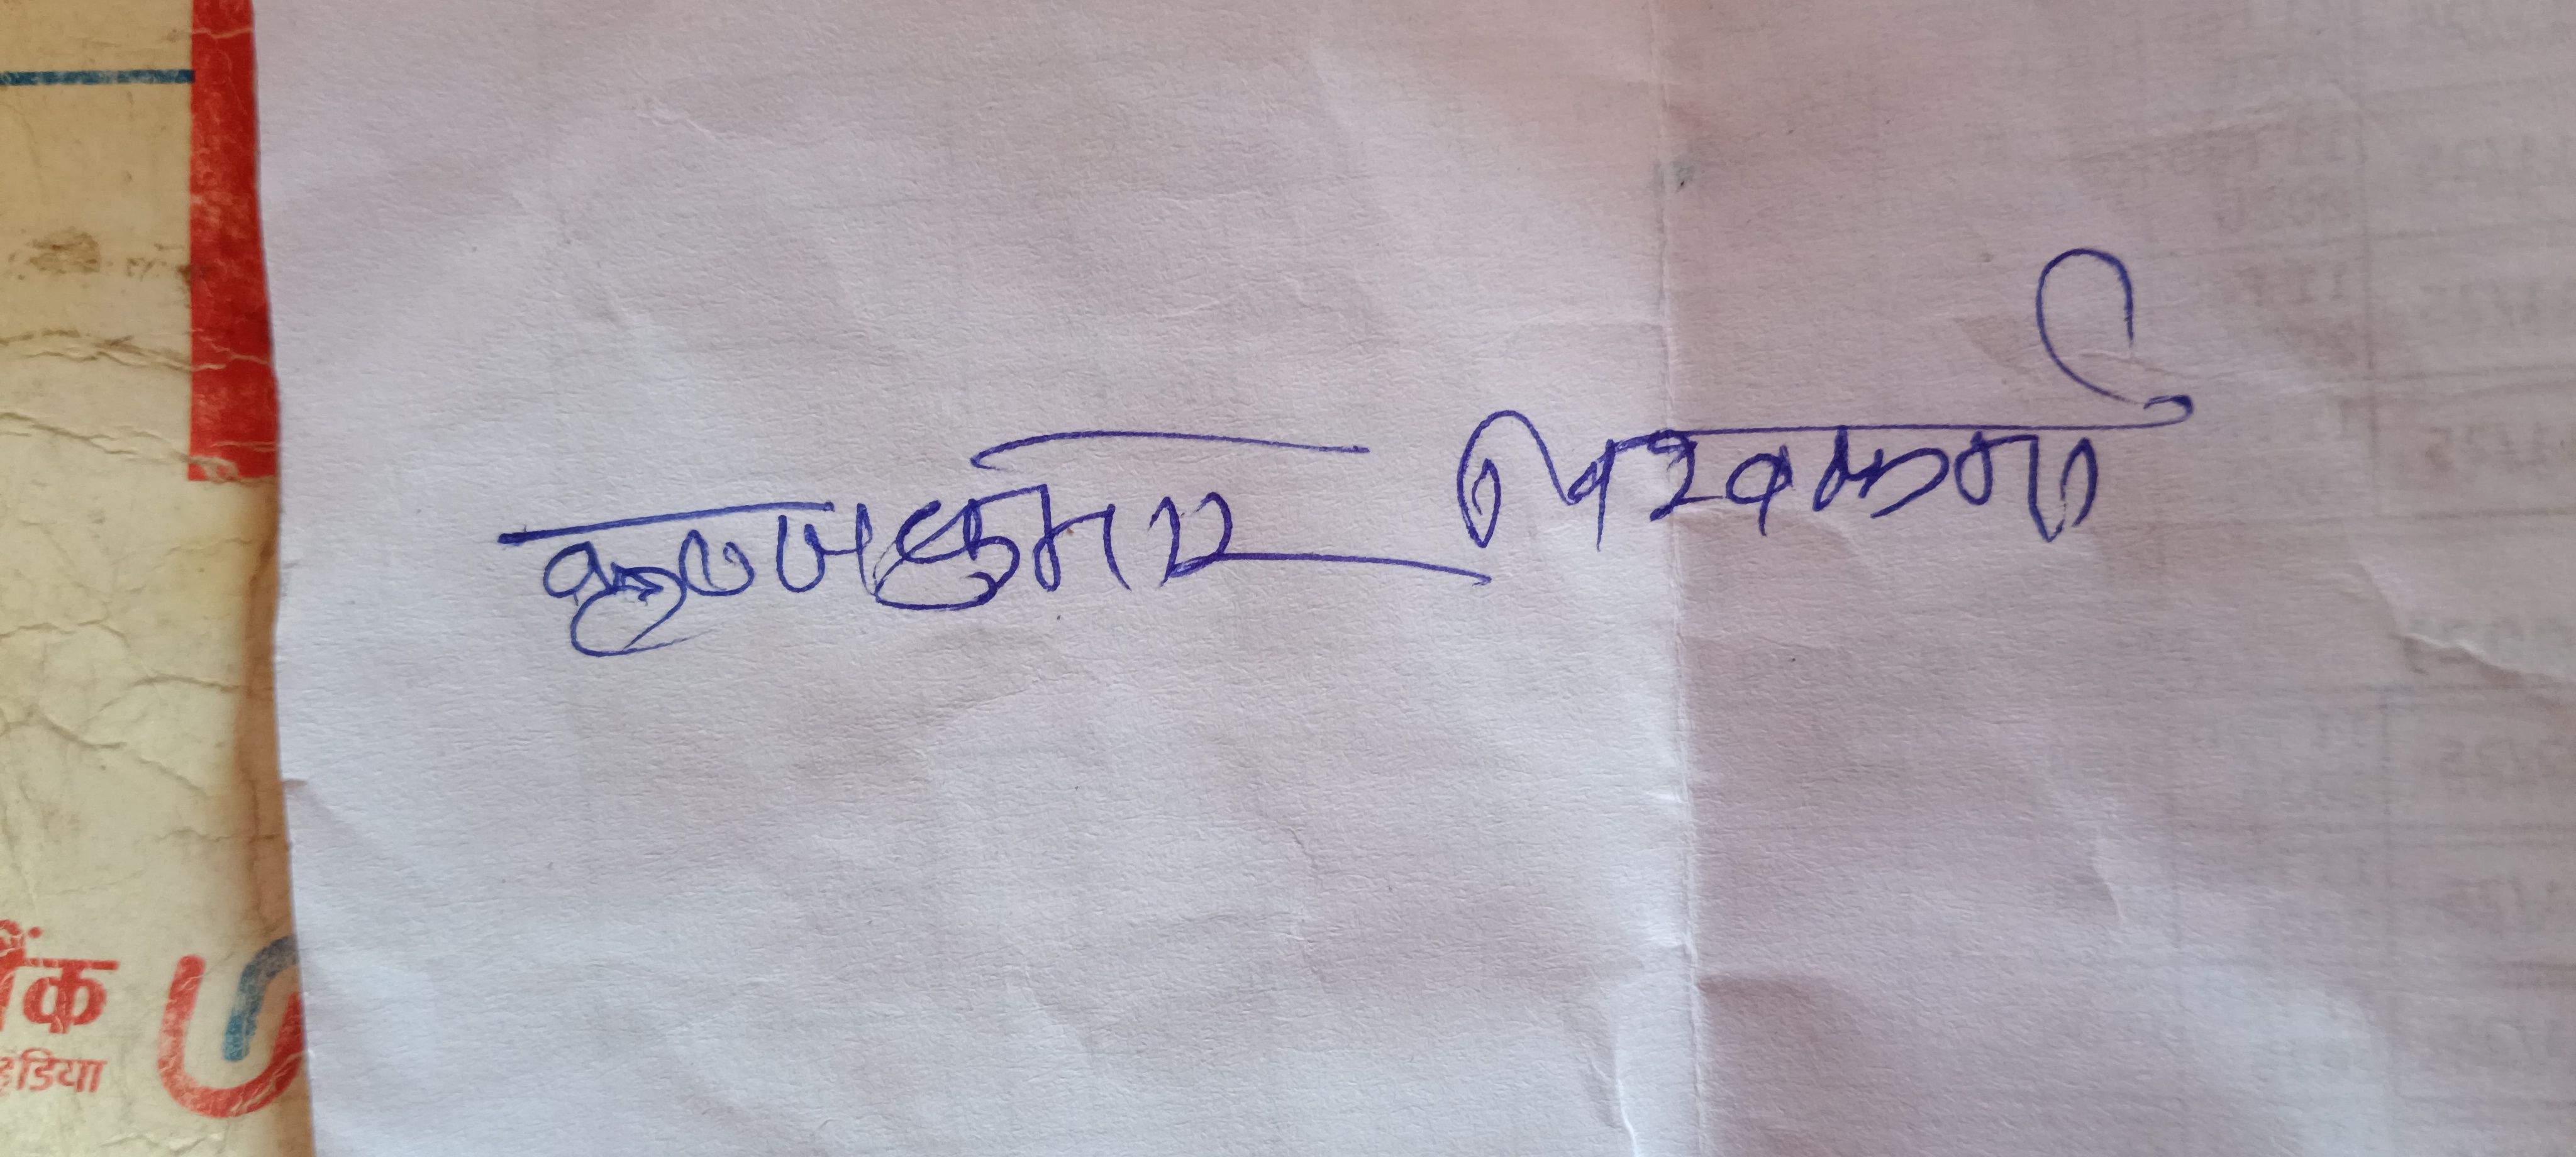 कृष्णकुमार विश्वकर्मा
ैंक
इंडिया